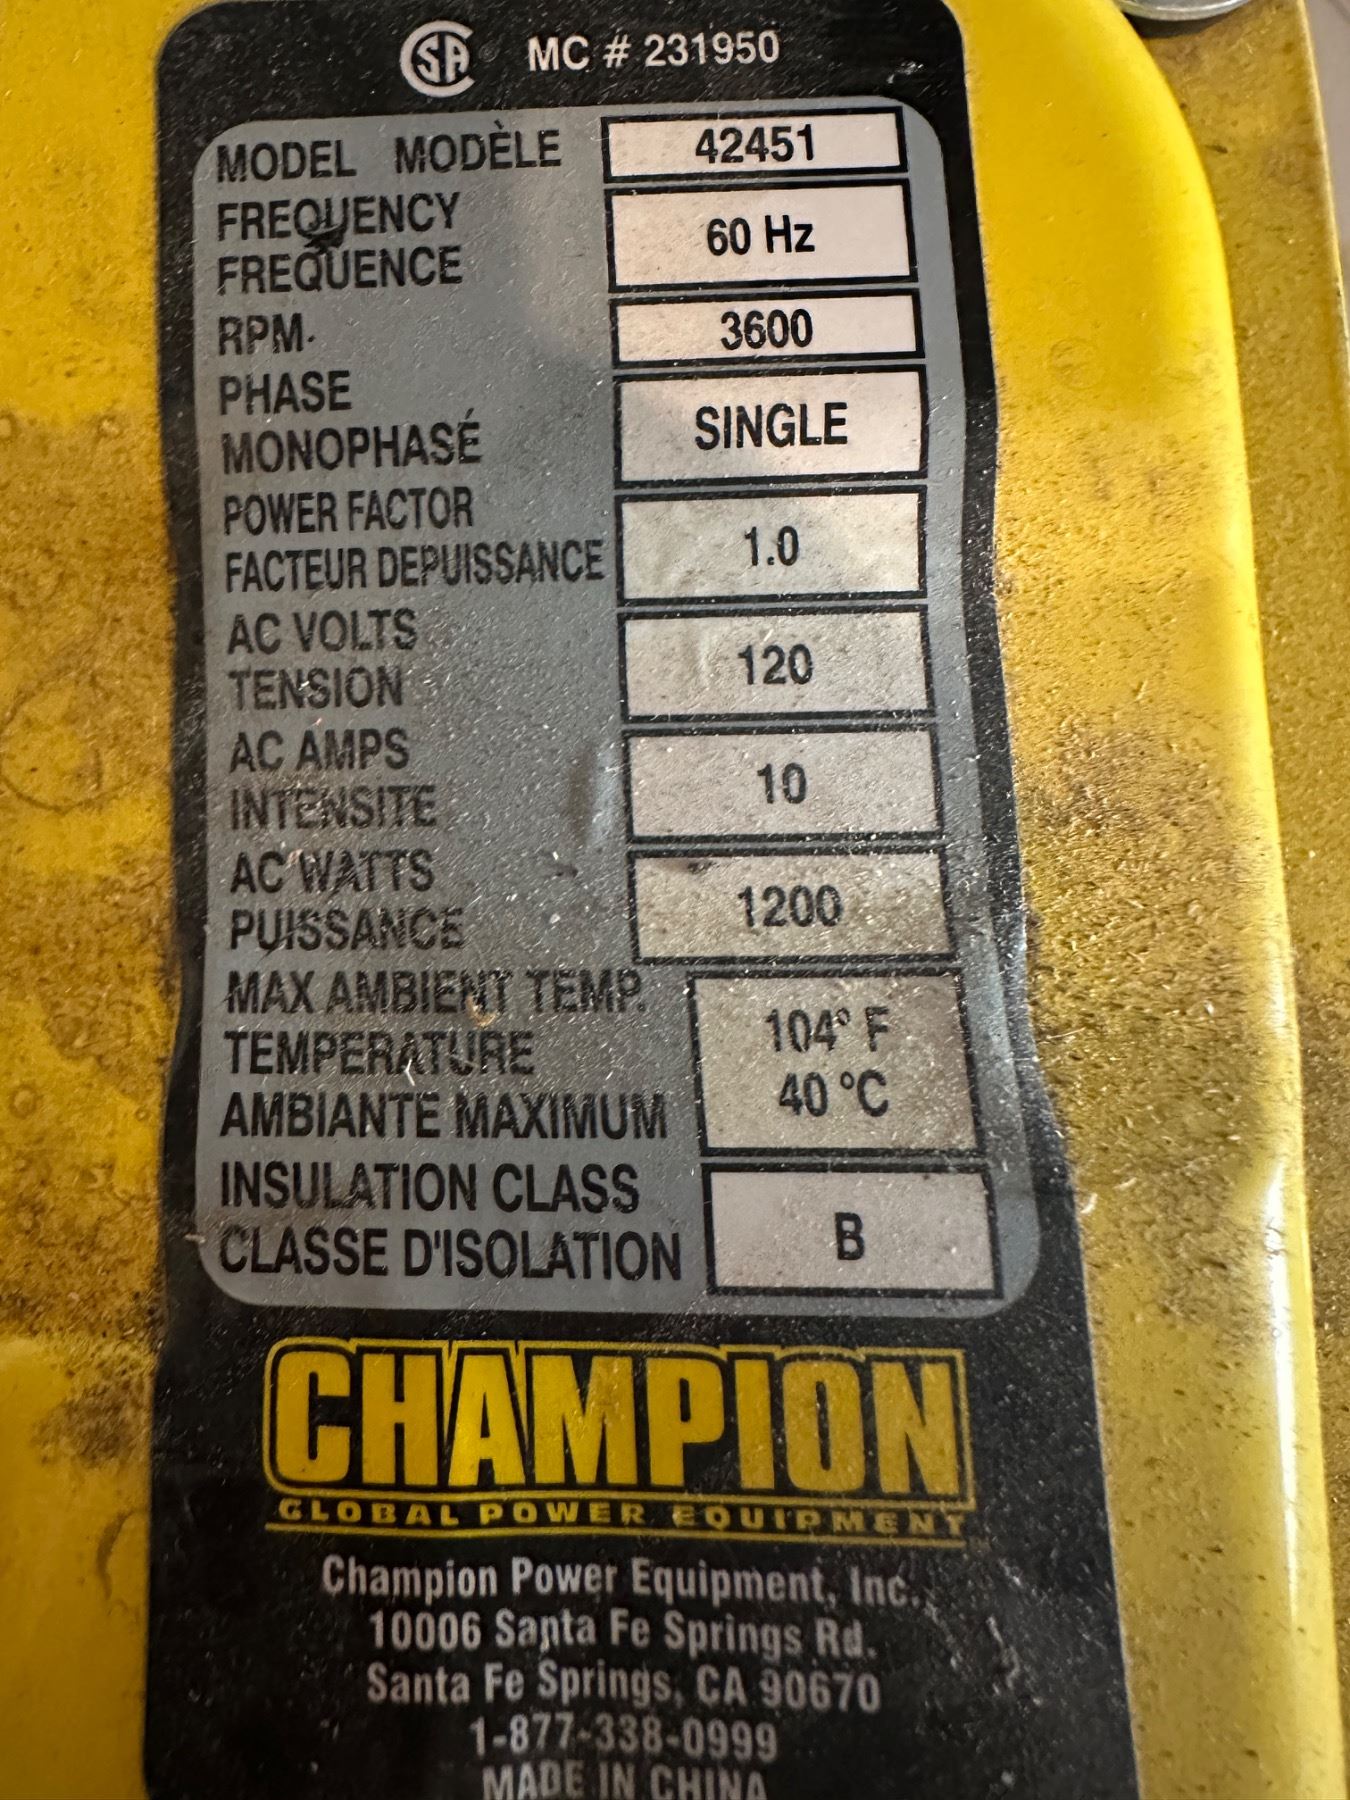 CSA MC # 231950
MODEL MODÈLE 42451
FREQUENCY
FREQUENCE
60 Hz
RPM. 3600
PHASE
MONOPHASÉ
SINGLE
POWER FACTOR
FACTEUR DEPUISSANCE
1.0
AC VOLTS
TENSION
120
AC AMPS
INTENSITE
10
AC WATTS
PUISSANCE
1200
MAX AMBIENT TEMP.
TEMPERATURE
AMBIANTE MAXIMUM
104° F
40 °C
INSULATION CLASS
CLASSE D'ISOLATION
B
CHAMPION
GLOBAL POWER EQUIPMENT
Champion Power Equipment, Inc.
10006 Santa Fe Springs Rd.
Santa Fe Springs, CA 90670
1-877-338-0999
MADE IN CHINA